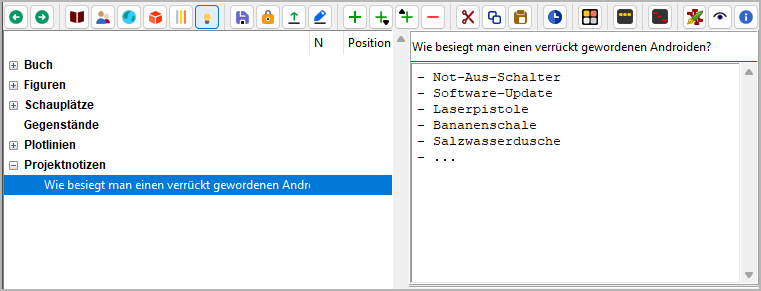 N Position
Wie besiegt man einen verrückt gewordenen Androiden?
Buch
Figuren
Schauplätze
Gegenstände
Plotlinien
Projektnotizen
Wie besiegt man einen verrückt gewordenen Andr
- Not-Aus-Schalter
- Software-Update
- Laserpistole
- Bananenschale
- Salzwasserdusche
- ...